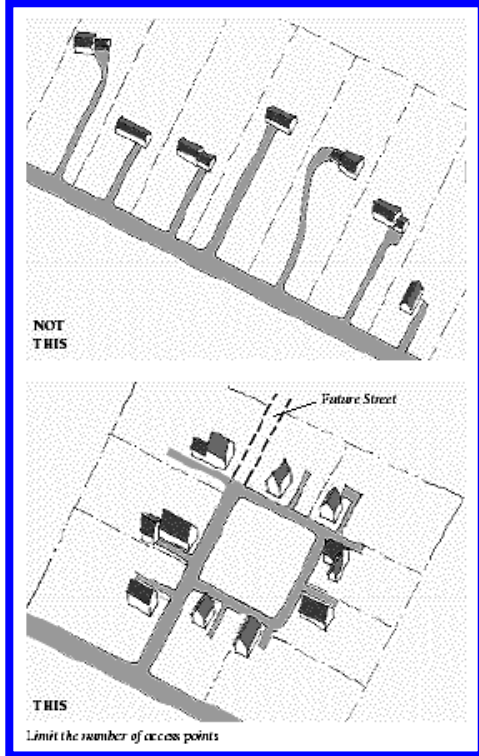 NOT
THIS
Future Street
THIS
Limit the number of access points